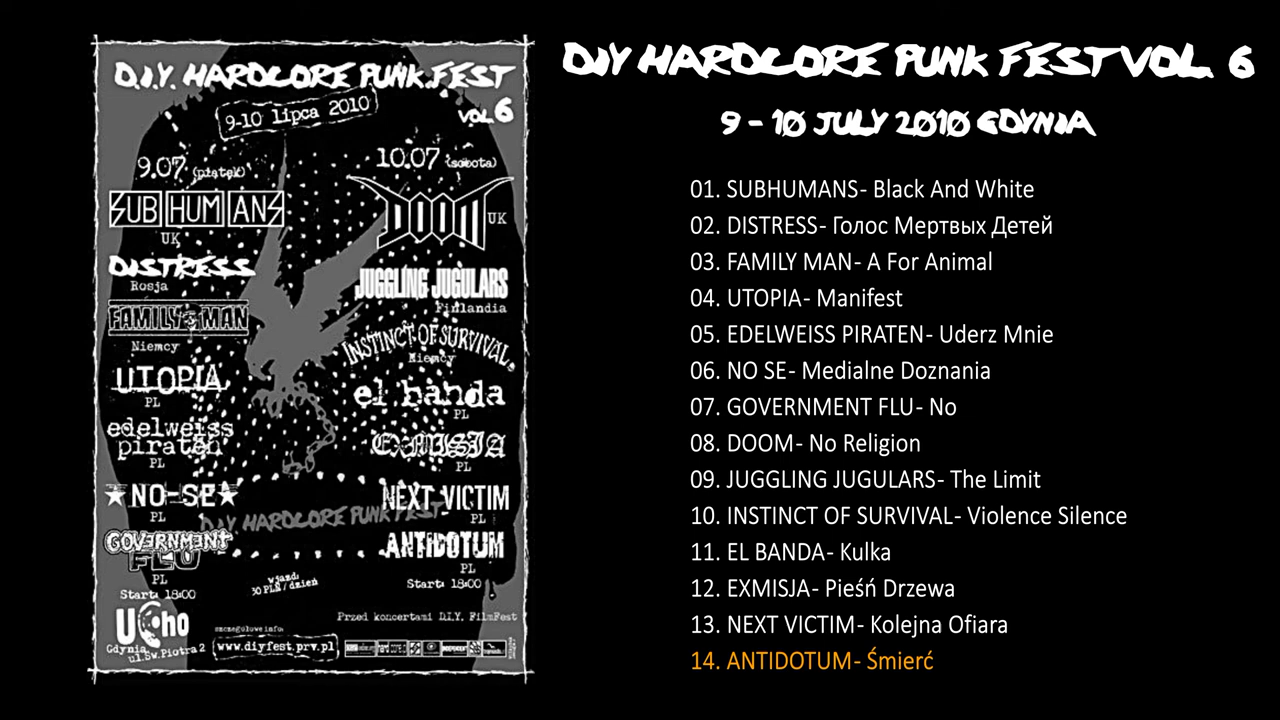 D.I.Y. HARDCORE PUNK FEST
VOL. 6
9-10 lipca 2010
9.07 (piątek)
SUBHUMANS
UK
DISTRESS
Rosja
FAMILY MAN
Niemcy
UTOPIA
PL
edelweiss
piraten
PL
★NO-SE★
PL
GOVERNMENT
FLU
PL
Start: 18:00
10.07 (sobota)
DOOM UK
JUGGLING JUGULARS
Finlandia
INSTINCT OF SURVIVAL
Niemcy
el banda
PL
EXMISJA
PL
NEXT VICTIM
PL
ANTIDOTUM
PL
Start: 18:00
D.I.Y. HARDCORE PUNK FEST
wjazd:
30 PLN / dzień
Przed koncertami D.I.Y. FilmFest
Ucho
Gdynia
ul.Sw.Piotra 2
szczegółowe info:
www.diyfest.prv.pl
DIY HARDCORE PUNK FEST VOL. 6
9 - 10 JULY 2010 GDYNIA
01. SUBHUMANS - Black And White
02. DISTRESS - Голос Мертвых Детей
03. FAMILY MAN - A For Animal
04. UTOPIA - Manifest
05. EDELWEISS PIRATEN - Uderz Mnie
06. NO SE - Medialne Doznania
07. GOVERNMENT FLU - No
08. DOOM - No Religion
09. JUGGLING JUGULARS - The Limit
10. INSTINCT OF SURVIVAL - Violence Silence
11. EL BANDA - Kulka
12. EXMISJA - Pieśń Drzewa
13. NEXT VICTIM - Kolejna Ofiara
14. ANTIDOTUM - Śmierć